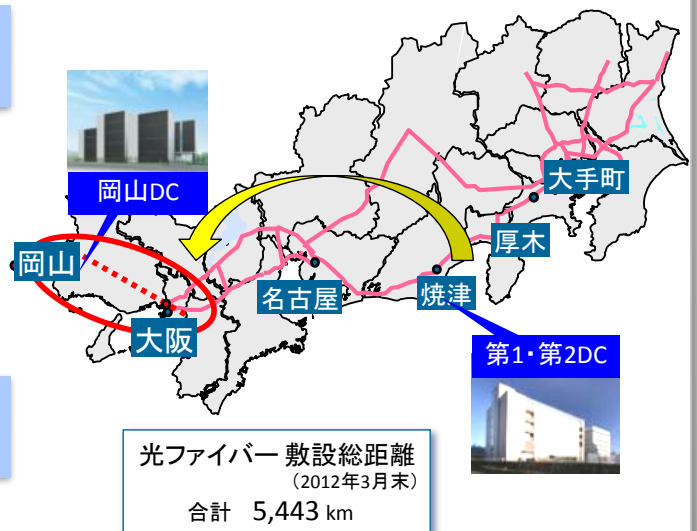 岡山DC
大手町
厚木
岡山
名古屋
焼津
大阪
第1・第2DC
光ファイバー 敷設総距離
(2012年3月末)
合計 5,443 km